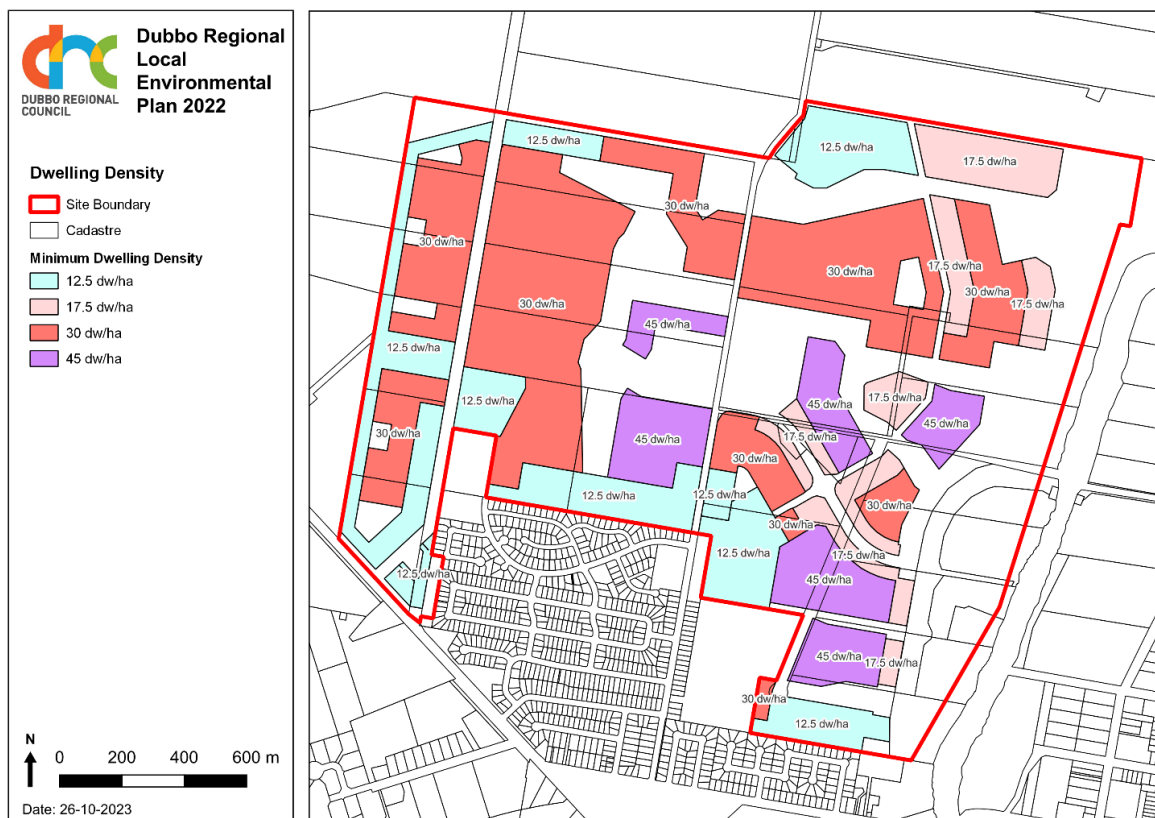 DUBBO REGIONAL
COUNCIL
Dubbo Regional
Local
Environmental
Plan 2022
Dwelling Density
Site Boundary
Cadastre
Minimum Dwelling Density
12.5 dw/ha
17.5 dw/ha
30 dw/ha
45 dw/ha
N
0 200 400 600 m
Date: 26-10-2023
12.5 dw/ha
12.5 dw/ha
17.5 dw/ha
30 dw/ha
30 dw/ha
17.5 dw/ha
30 dw/ha
30 dw/ha
30 dw/ha
17.5 dw/ha
30 dw/ha
45 dw/ha
12.5 dw/ha
17.5 dw/ha
12.5 dw/ha
45 dw/ha
45 dw/ha
30 dw/ha
45 dw/ha
17.5 dw/ha
30 dw/ha
12.5 dw/ha
12.5 dw/ha
30 dw/ha
30 dw/ha
12.5 dw/ha
17.5 dw/ha
12.5 dw/ha
45 dw/ha
45 dw/ha
17.5 dw/ha
30 dw/ha
12.5 dw/ha